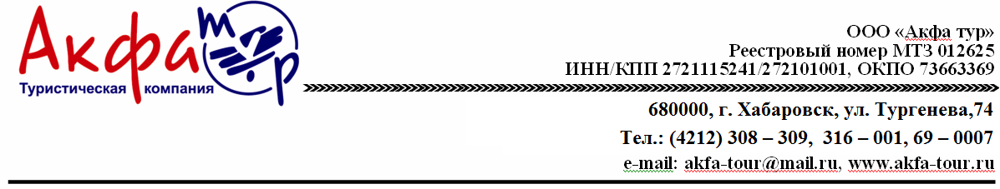 Акфа тур
Туристическая компания
ООО «Акфа тур»
Реестровый номер МТЗ 012625
ИНН/КПП 2721115241/272101001, ОКПО 73663369
680000, г. Хабаровск, ул. Тургенева,74
Тел.: (4212) 308 – 309, 316 – 001, 69 – 0007
e-mail: akfa-tour@mail.ru, www.akfa-tour.ru